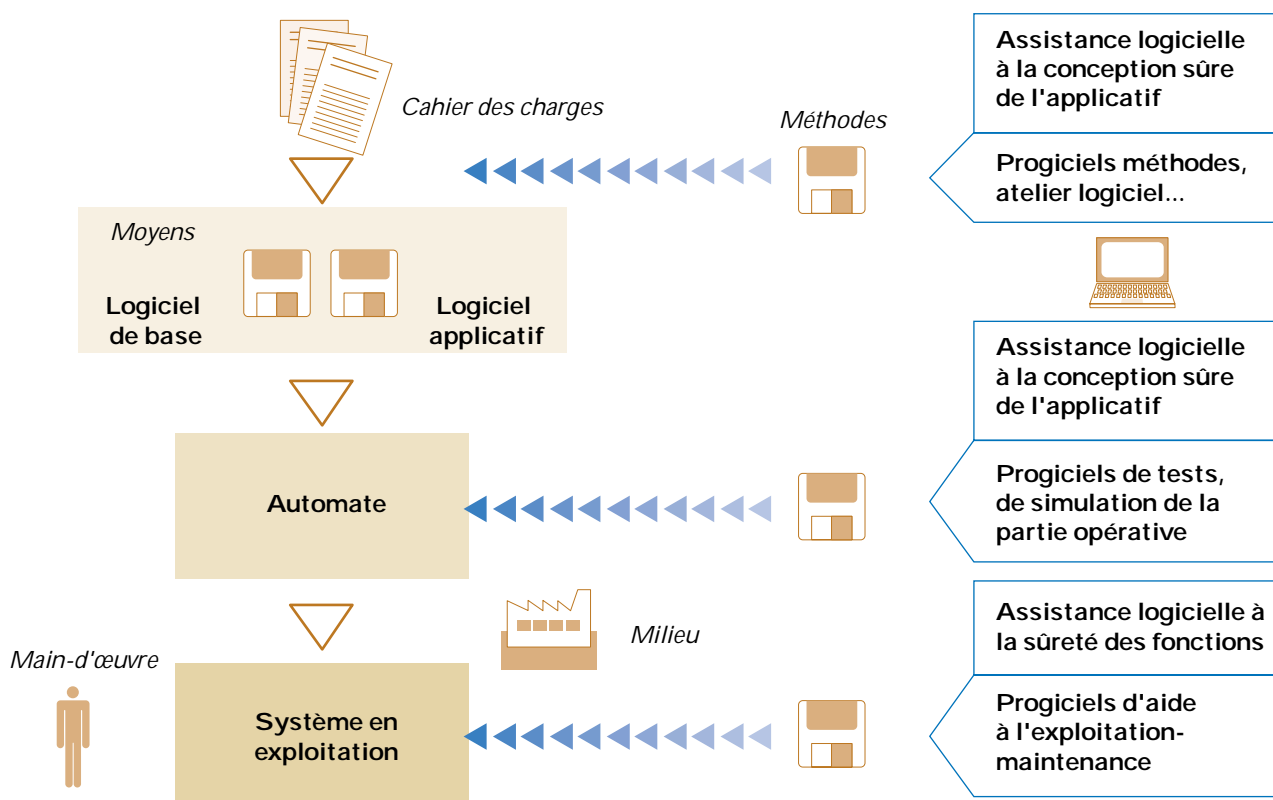 Assistance logicielle
à la conception sûre
de l'applicatif
Cahier des charges
Méthodes
Progiciels méthodes,
atelier logiciel...
Moyens
Logiciel
de base
Logiciel
applicatif
Assistance logicielle
à la conception sûre
de l'applicatif
Automate
Progiciels de tests,
de simulation de la
partie opérative
Milieu
Assistance logicielle à
la sûreté des fonctions
Main-d'œuvre
Système en
exploitation
Progiciels d'aide
à l'exploitation-
maintenance